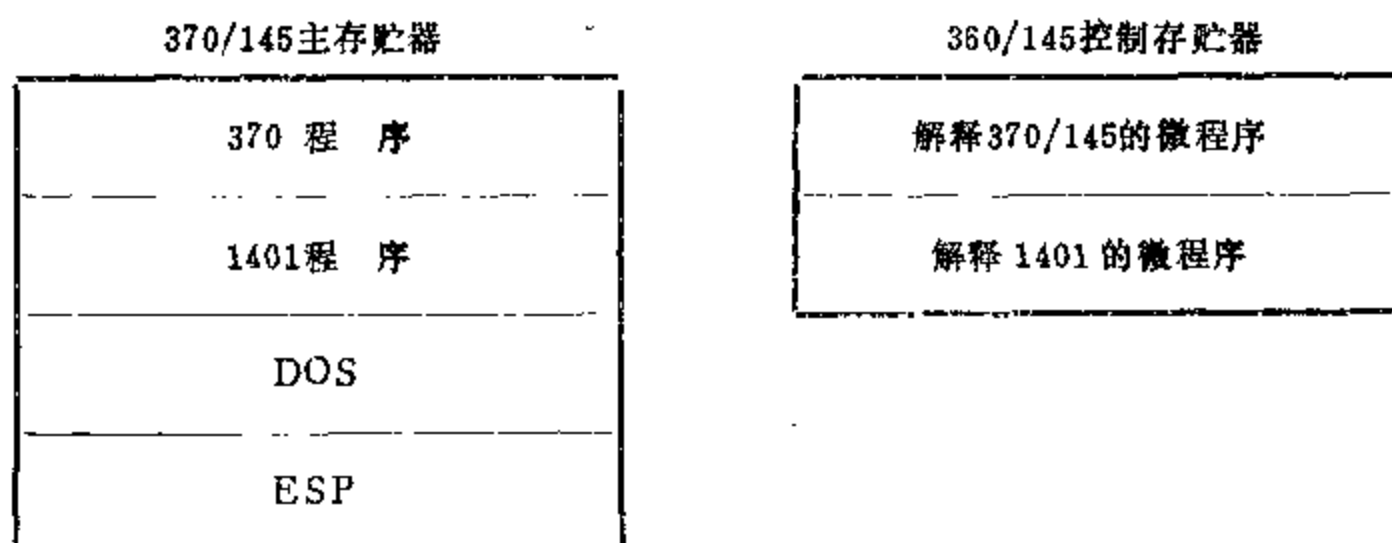 370/145主存贮器
370 程 序
1401程 序
DOS
ESP
360/145控制存贮器
解释370/145的微程序
解释 1401 的微程序